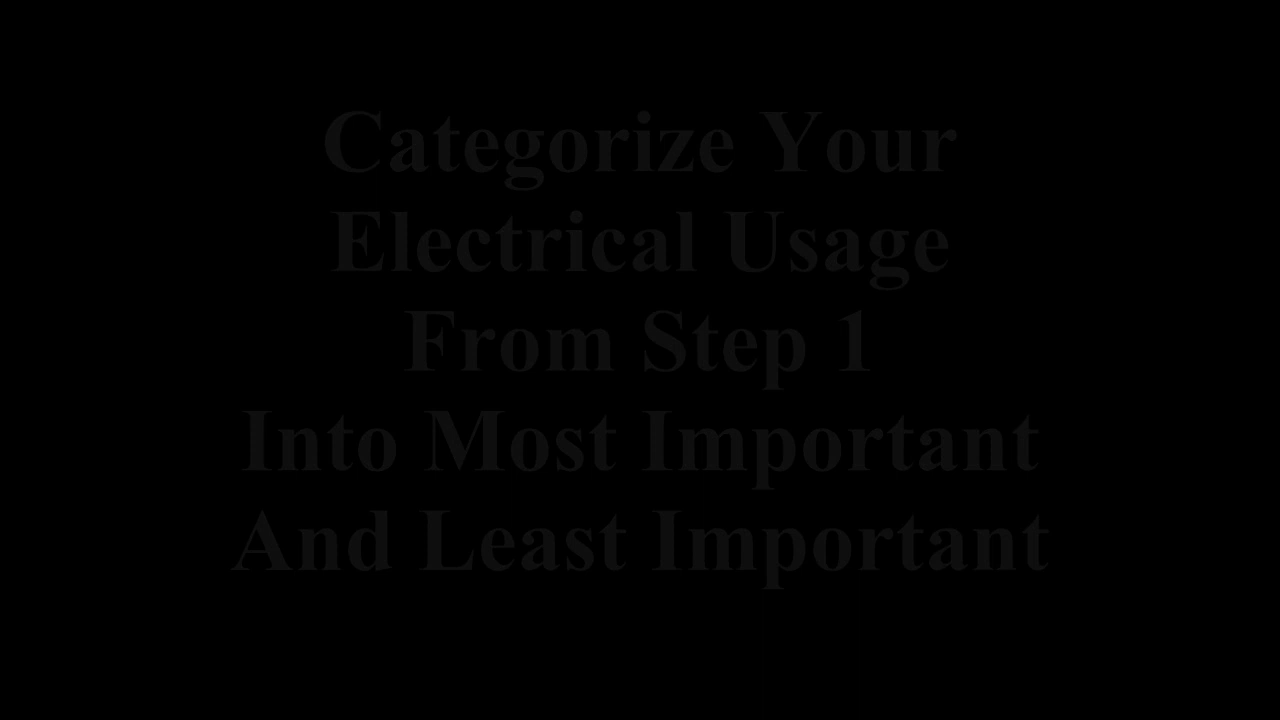 Categorize Your
Electrical Usage
From Step 1
Into Most Important
And Least Important